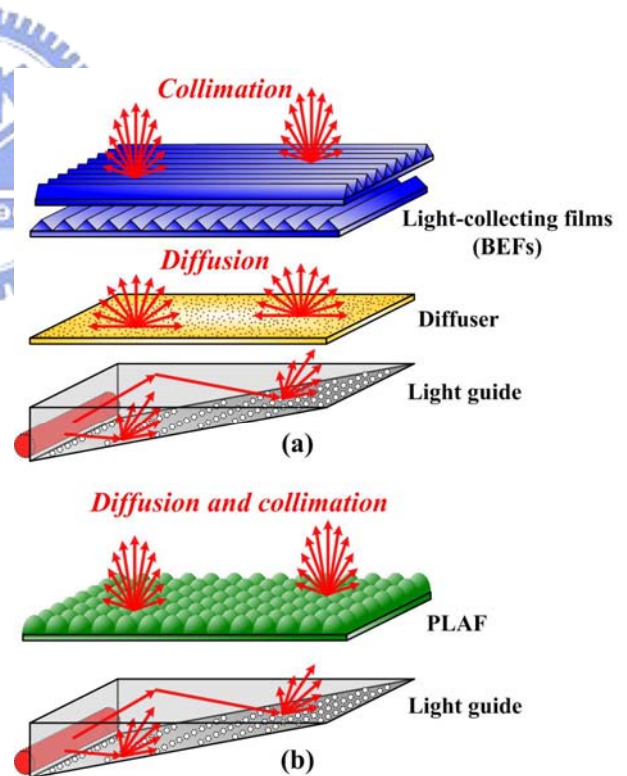 Collimation
Light-collecting films
(BEFs)
Diffusion
Diffuser
Light guide
(a)
Diffusion and collimation
PLAF
Light guide
(b)